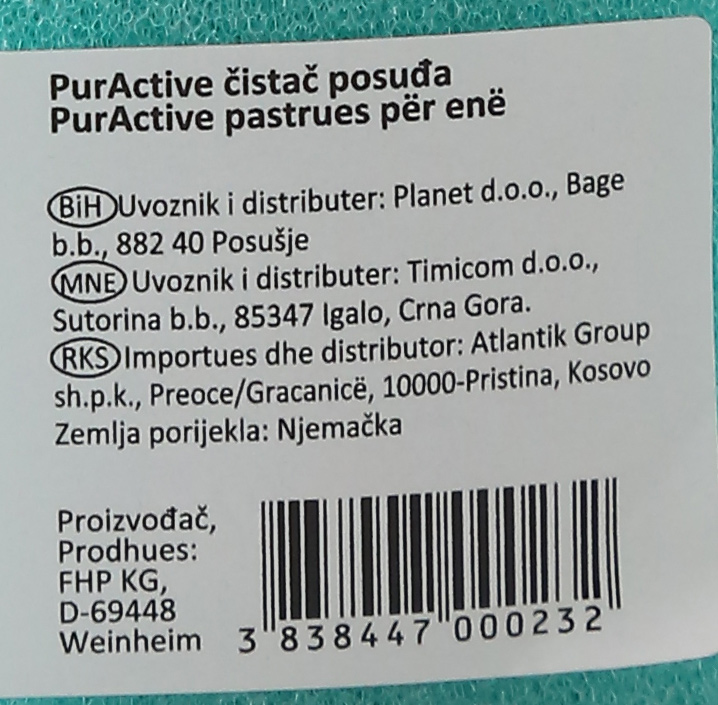 PurActive čistač posuđa
PurActive pastrues për enë
BiH Uvoznik i distributer: Planet d.o.o., Bage
b.b., 882 40 Posušje
MNE Uvoznik i distributer: Timicom d.o.o.,
Sutorina b.b., 85347 Igalo, Crna Gora.
RKS Importues dhe distributor: Atlantik Group
sh.p.k., Preoce/Gracanicë, 10000-Pristina, Kosovo
Zemlja porijekla: Njemačka
Proizvođač,
Prodhues:
FHP KG,
D-69448
Weinheim
3 838447 000232